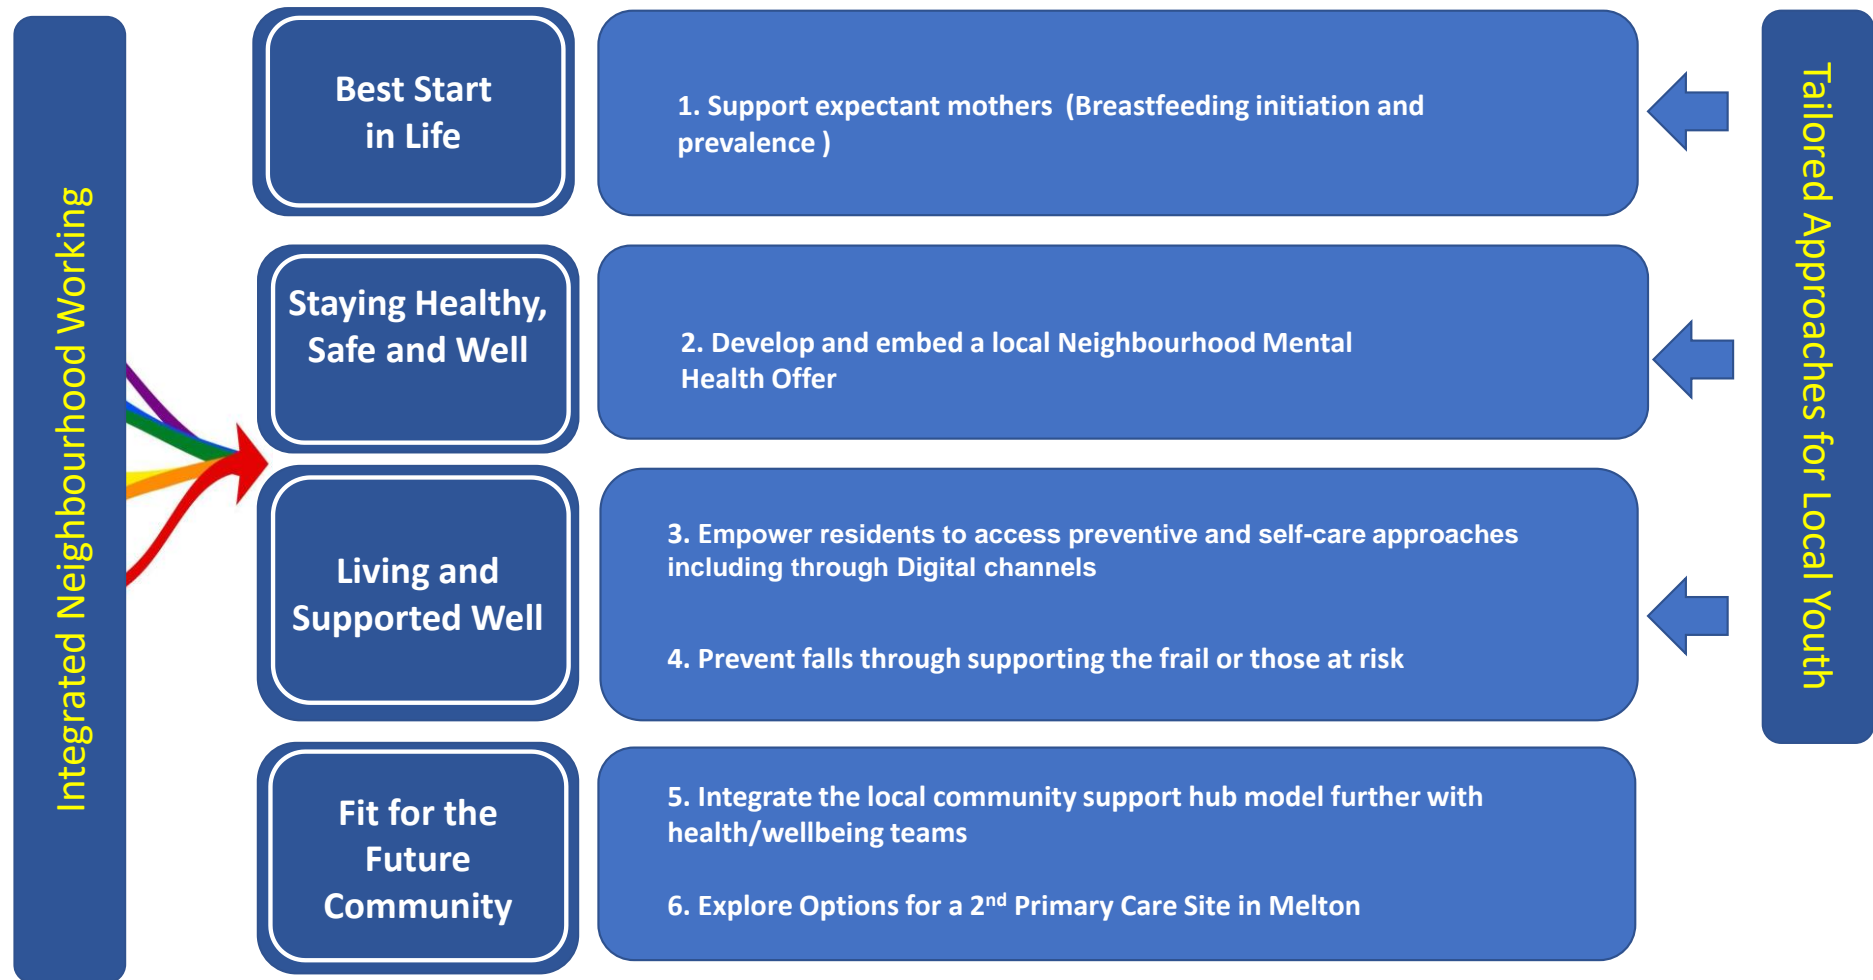 Integrated Neighbourhood Working
Best Start
in Life
1. Support expectant mothers  (Breastfeeding initiation and
prevalence )
Staying Healthy,
Safe and Well
2. Develop and embed a local Neighbourhood Mental
Health Offer
Living and
Supported Well
3. Empower residents to access preventive and self-care approaches
including through Digital channels
4. Prevent falls through supporting the frail or those at risk
Fit for the
Future
Community
5. Integrate the local community support hub model further with
health/wellbeing teams
6. Explore Options for a 2nd Primary Care Site in Melton
Tailored Approaches for Local Youth